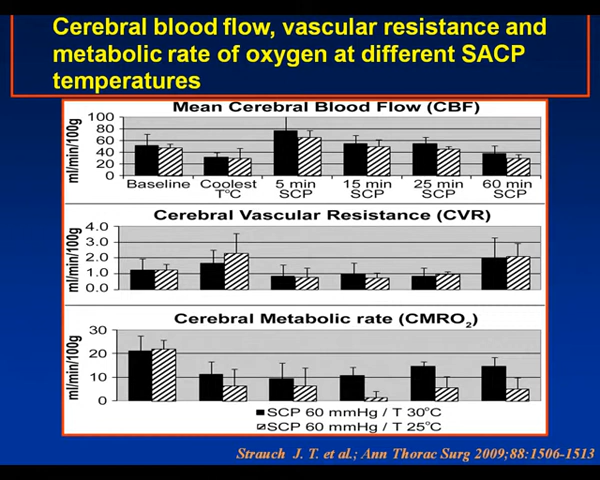 Cerebral blood flow, vascular resistance and
metabolic rate of oxygen at different SACP
temperatures
Mean Cerebral Blood Flow (CBF)
ml/min/100g
100
80
60
40
20
0
Baseline Coolest 5 min 15 min 25 min 60 min
T°C SCP SCP SCP SCP
Cerebral Vascular Resistance (CVR)
ml/min/100g
4.0
3.0
2.0
1.0
0.0
Cerebral Metabolic rate (CMRO₂)
ml/min/100g
30
20
10
0
SCP 60 mmHg / T 30°C
SCP 60 mmHg / T 25°C
Strauch J. T. et al.; Ann Thorac Surg 2009;88:1506-1513